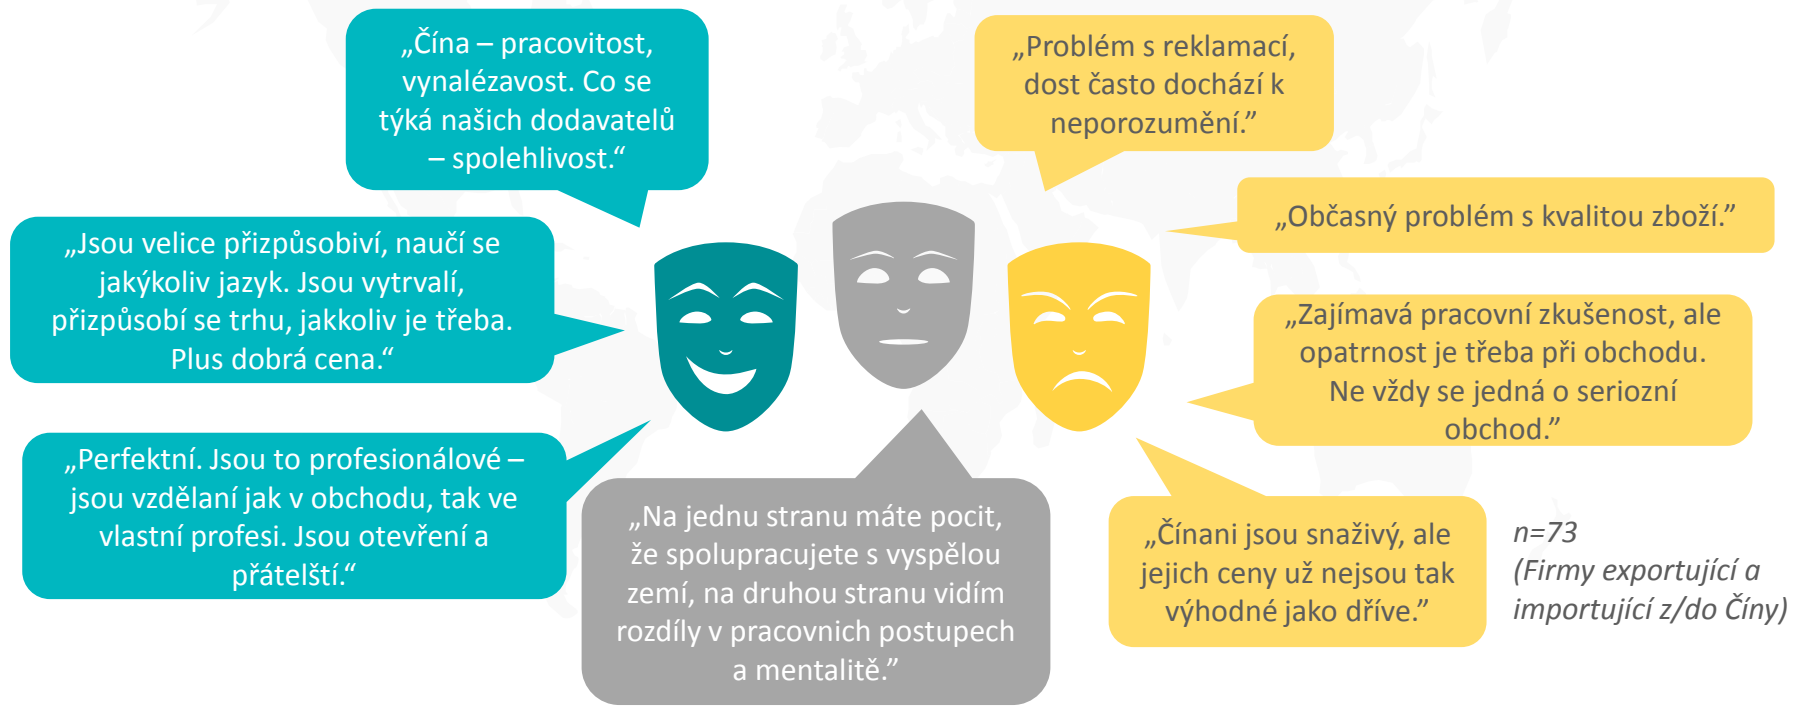 „Čína – pracovitost,
vynalézavost. Co se
týká našich dodavatelů
– spolehlivost.“
„Jsou velice přizpůsobiví, naučí se
jakýkoliv jazyk. Jsou vytrvalí,
přizpůsobí se trhu, jakkoliv je třeba.
Plus dobrá cena.“
„Perfektní. Jsou to profesionálové –
jsou vzdělaní jak v obchodu, tak ve
vlastní profesi. Jsou otevření a
přátelští.“
„Na jednu stranu máte pocit,
že spolupracujete s vyspělou
zemí, na druhou stranu vidím
rozdíly v pracovnich postupech
a mentalitě.”
„Problém s reklamací,
dost často dochází k
neporozumění.”
„Občasný problém s kvalitou zboží.”
„Zajímavá pracovní zkušenost, ale
opatrnost je třeba při obchodu.
Ne vždy se jedná o seriozní
obchod.”
„Čínani jsou snaživý, ale
jejich ceny už nejsou tak
výhodné jako dříve.”
n=73
(Firmy exportující a
importující z/do Číny)